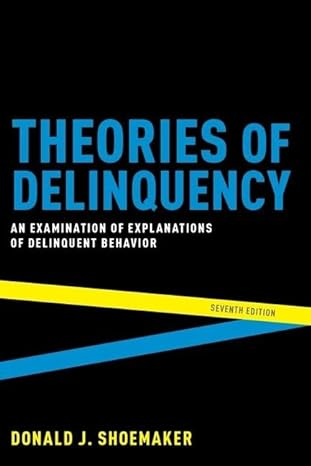 THEORIES OF
DELINQUENCY
AN EXAMINATION OF EXPLANATIONS
OF DELINQUENT BEHAVIOR
SEVENTH EDITION
DONALD J. SHOEMAKER